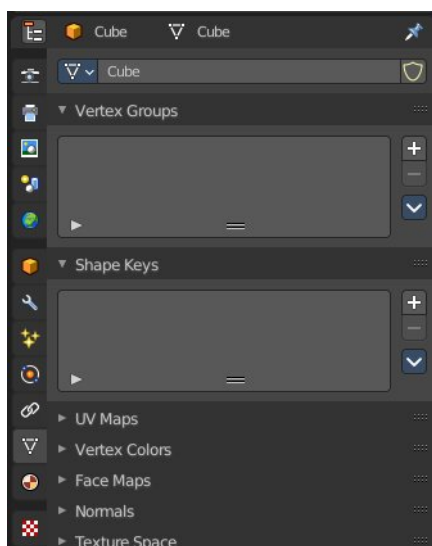 Cube Cube
Cube
Vertex Groups
Shape Keys
UV Maps
Vertex Colors
Face Maps
Normals
Texture Space